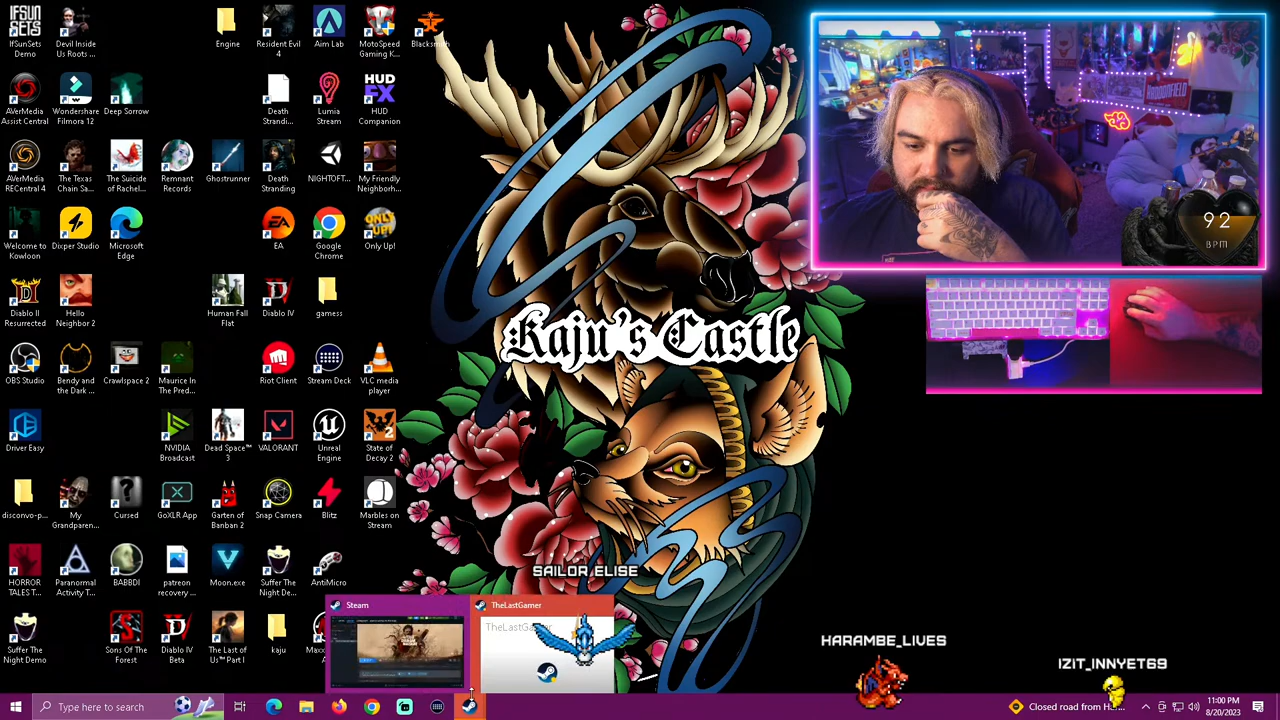 IFSUN
SETS
IfSunSets
Demo
Devil Inside
Us Roots ...
Engine
Resident Evil
4
Aim Lab
MotoSpeed
Gaming K...
Blacksmith
AVerMedia
Assist Central
Wondershare
Filmora 12
Deep Sorrow
Death
Strandi...
Lumia
Stream
HUD
FX
HUD
Companion
AVerMedia
RECentral 4
The Texas
Chain Sa...
The Suicide
of Rachel...
Remnant
Records
Ghostrunner
Death
Stranding
NIGHTOFT...
My Friendly
Neighborh...
Welcome to
Kowloon
Dixper Studio
Microsoft
Edge
EA
EA
Google
Chrome
ONLY
UP!
Only Up!
Diablo II
Resurrected
Hello
Neighbor 2
Human Fall
Flat
Diablo IV
gamess
OBS Studio
Bendy and
the Dark ...
Crawlspace 2
Maurice In
The Pred...
Riot Client
Stream Deck
VLC media
player
Driver Easy
NVIDIA
Broadcast
Dead Space™
3
VALORANT
Unreal
Engine
2
State of
Decay 2
disconvo-p...
My
Grandparen...
?
Cursed
GoXLR App
Garten of
Banban 2
Snap Camera
Blitz
Marbles on
Stream
HORROR
TALES T...
Paranormal
Activity T...
BABBDI
patreon
recovery ...
Moon.exe
Suffer The
Night De...
AntiMicro
Suffer The
Night Demo
Sons Of The
Forest
Diablo IV
Beta
The Last of
Us™ Part I
kaju
Kaju's Castle
HADDONFIELD
92
BPM
SAILOR ELISE
Steam
TheLastGamer
HARAMBE_LIVES
IZIT_INNYET69
Type here to search
Closed road from
11:00 PM
8/20/2023